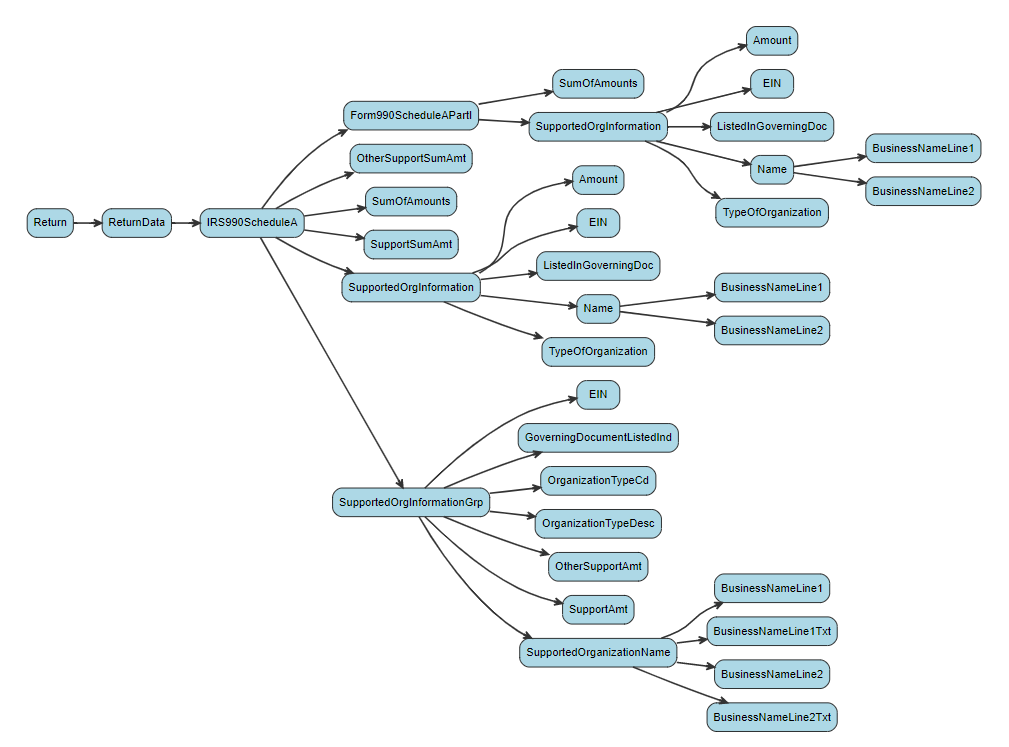 Return
ReturnData
IRS990ScheduleA
Form990ScheduleAPartI
SumOfAmounts
SupportedOrgInformation
Amount
EIN
ListedInGoverningDoc
Name
BusinessNameLine1
BusinessNameLine2
TypeOfOrganization
OtherSupportSumAmt
SumOfAmounts
SupportSumAmt
SupportedOrgInformation
Amount
EIN
ListedInGoverningDoc
Name
BusinessNameLine1
BusinessNameLine2
TypeOfOrganization
SupportedOrgInformationGrp
EIN
GoverningDocumentListedInd
OrganizationTypeCd
OrganizationTypeDesc
OtherSupportAmt
SupportAmt
SupportedOrganizationName
BusinessNameLine1
BusinessNameLine1Txt
BusinessNameLine2
BusinessNameLine2Txt